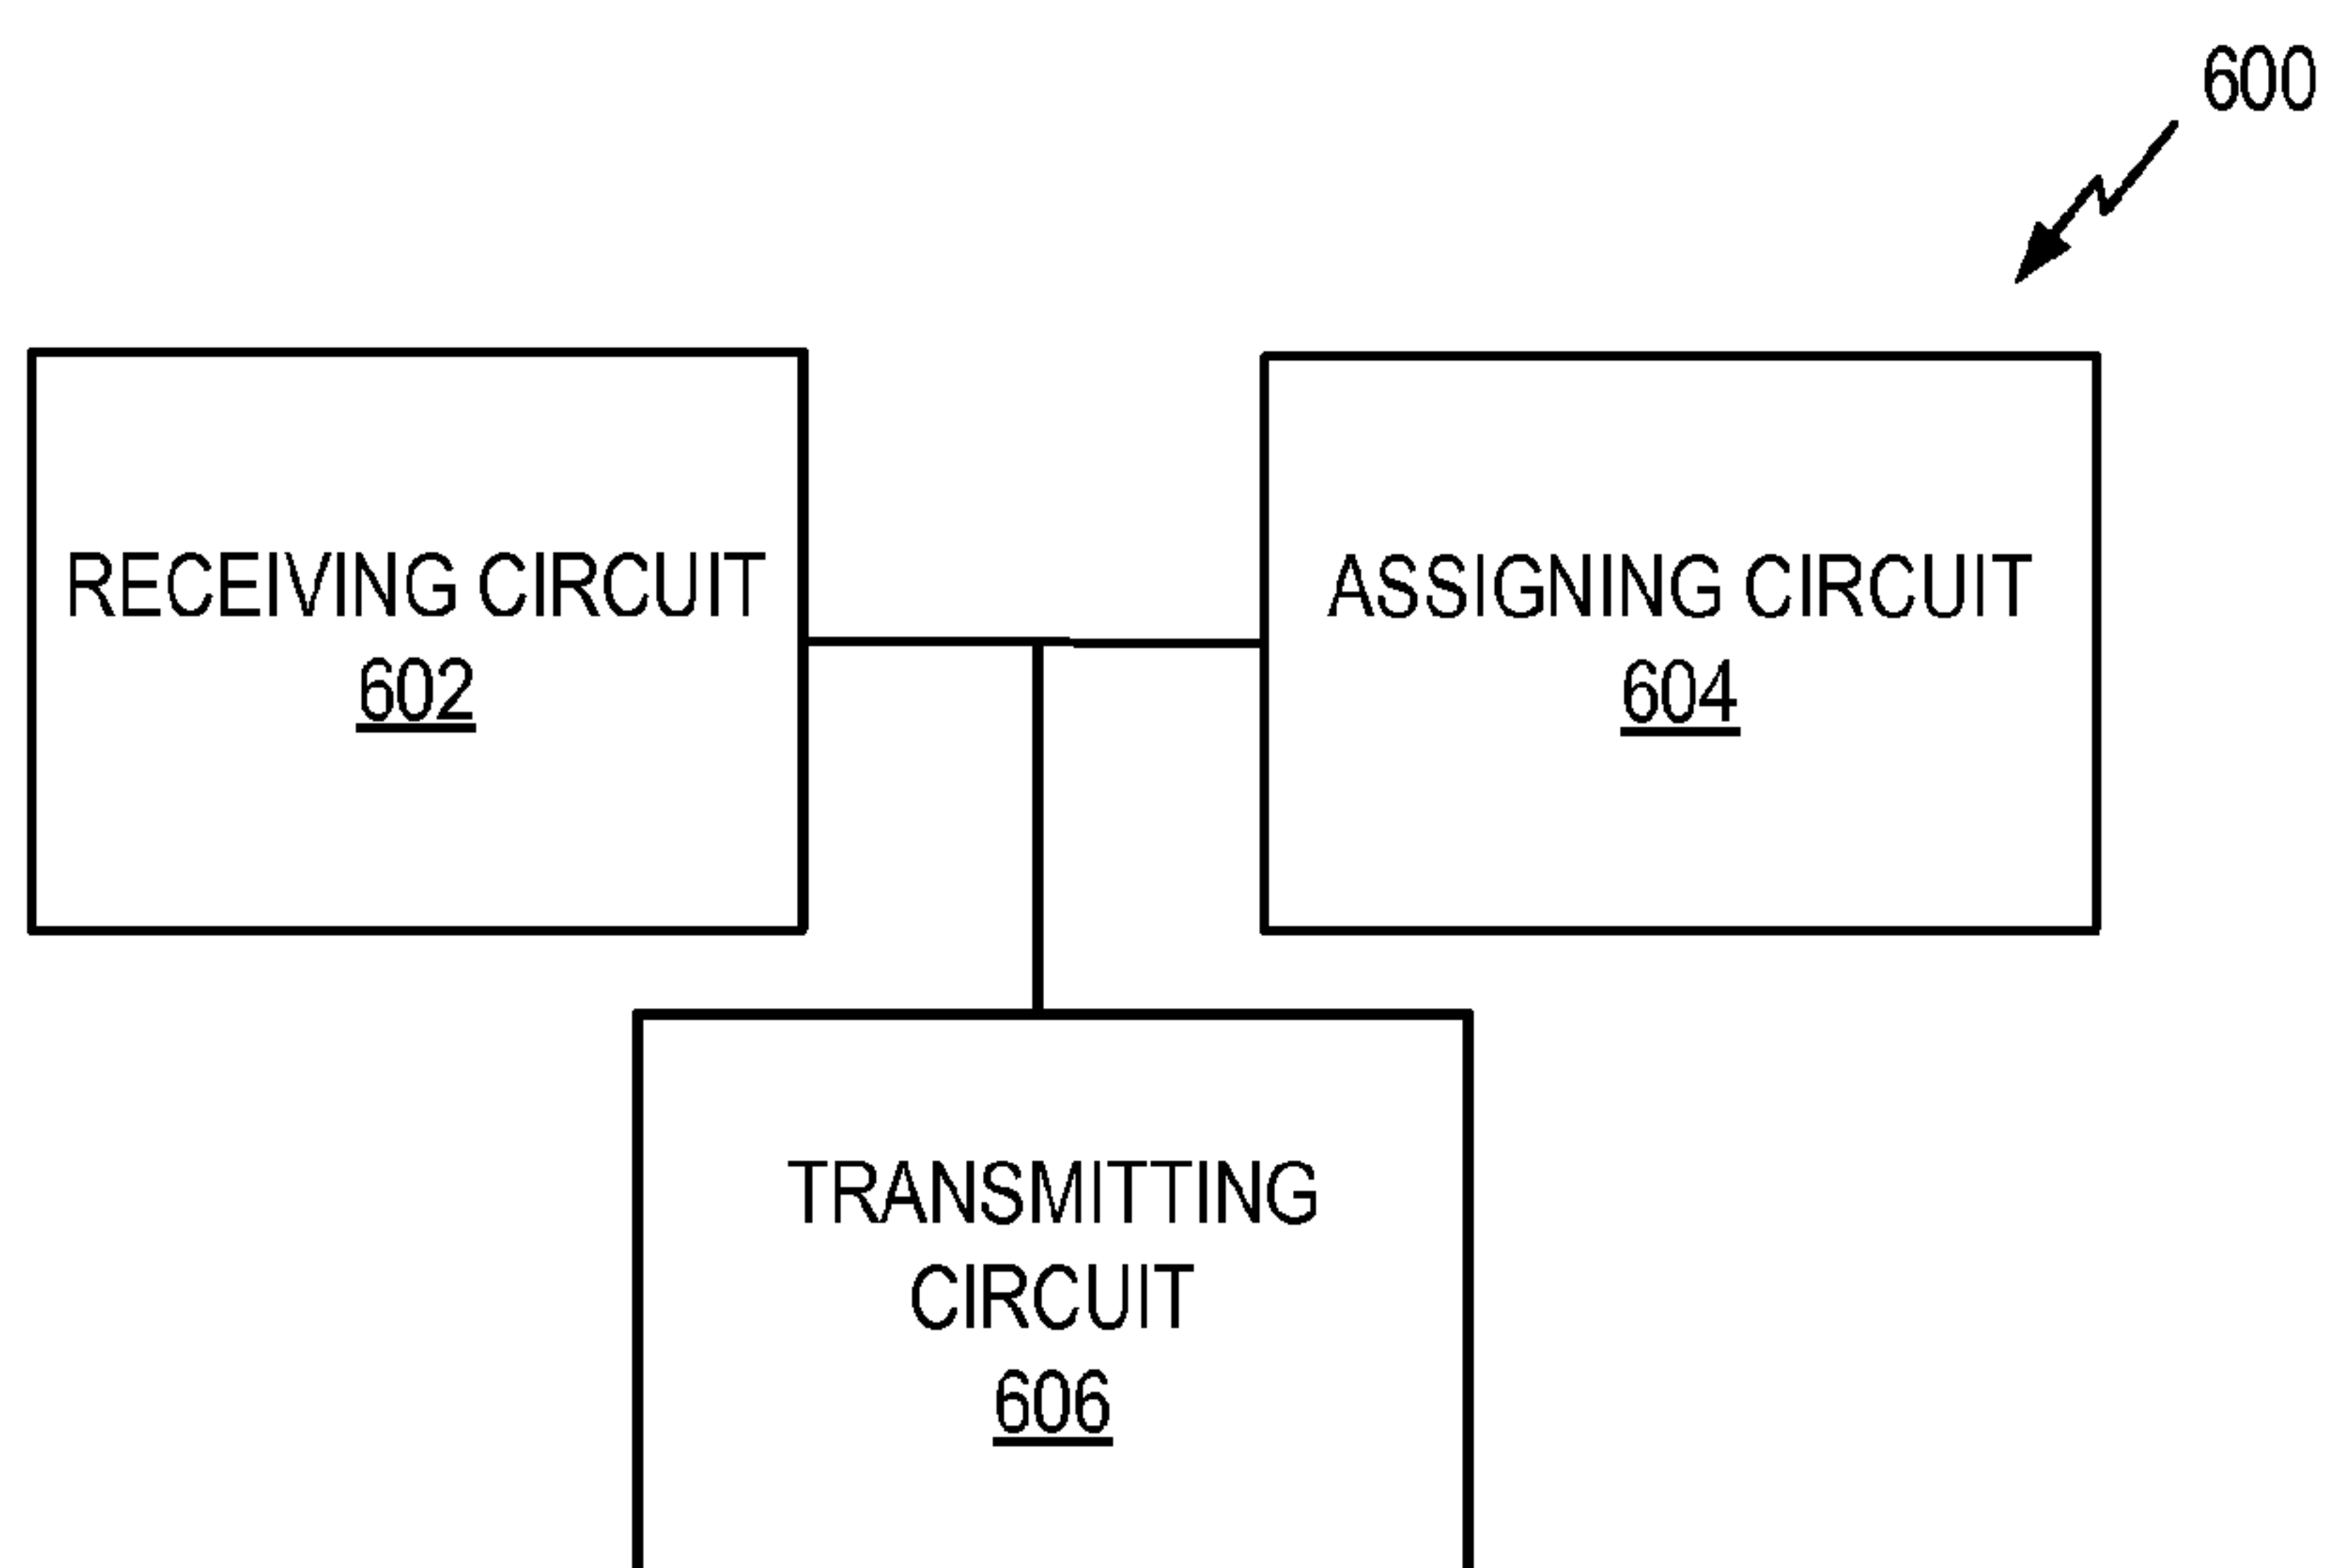 600
RECEIVING CIRCUIT
602
ASSIGNING CIRCUIT
604
TRANSMITTING
CIRCUIT
606